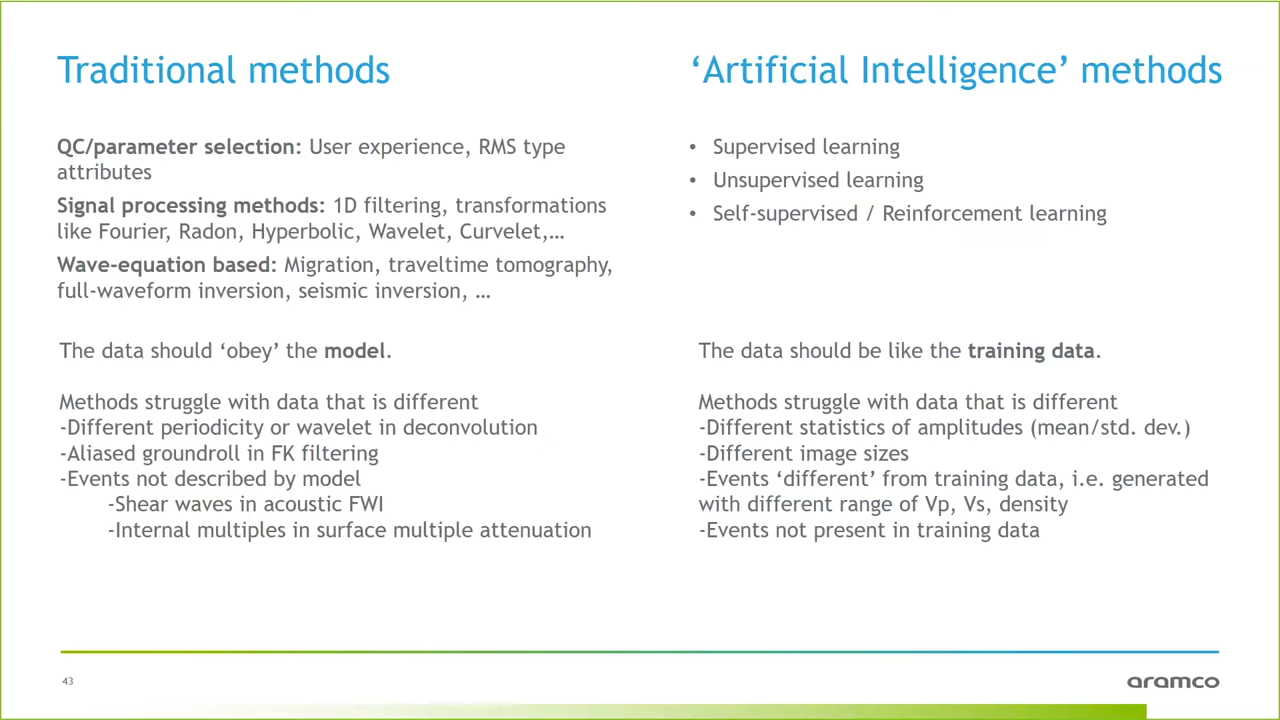 Traditional methods
QC/parameter selection: User experience, RMS type
attributes
Signal processing methods: 1D filtering, transformations
like Fourier, Radon, Hyperbolic, Wavelet, Curvelet,…
Wave-equation based: Migration, traveltime tomography,
full-waveform inversion, seismic inversion, …
The data should ‘obey’ the model.
Methods struggle with data that is different
-Different periodicity or wavelet in deconvolution
-Aliased groundroll in FK filtering
-Events not described by model
-Shear waves in acoustic FWI
-Internal multiples in surface multiple attenuation
‘Artificial Intelligence’ methods
• Supervised learning
• Unsupervised learning
• Self-supervised / Reinforcement learning
The data should be like the training data.
Methods struggle with data that is different
-Different statistics of amplitudes (mean/std. dev.)
-Different image sizes
-Events ‘different’ from training data, i.e. generated
with different range of Vp, Vs, density
-Events not present in training data
43
aramco